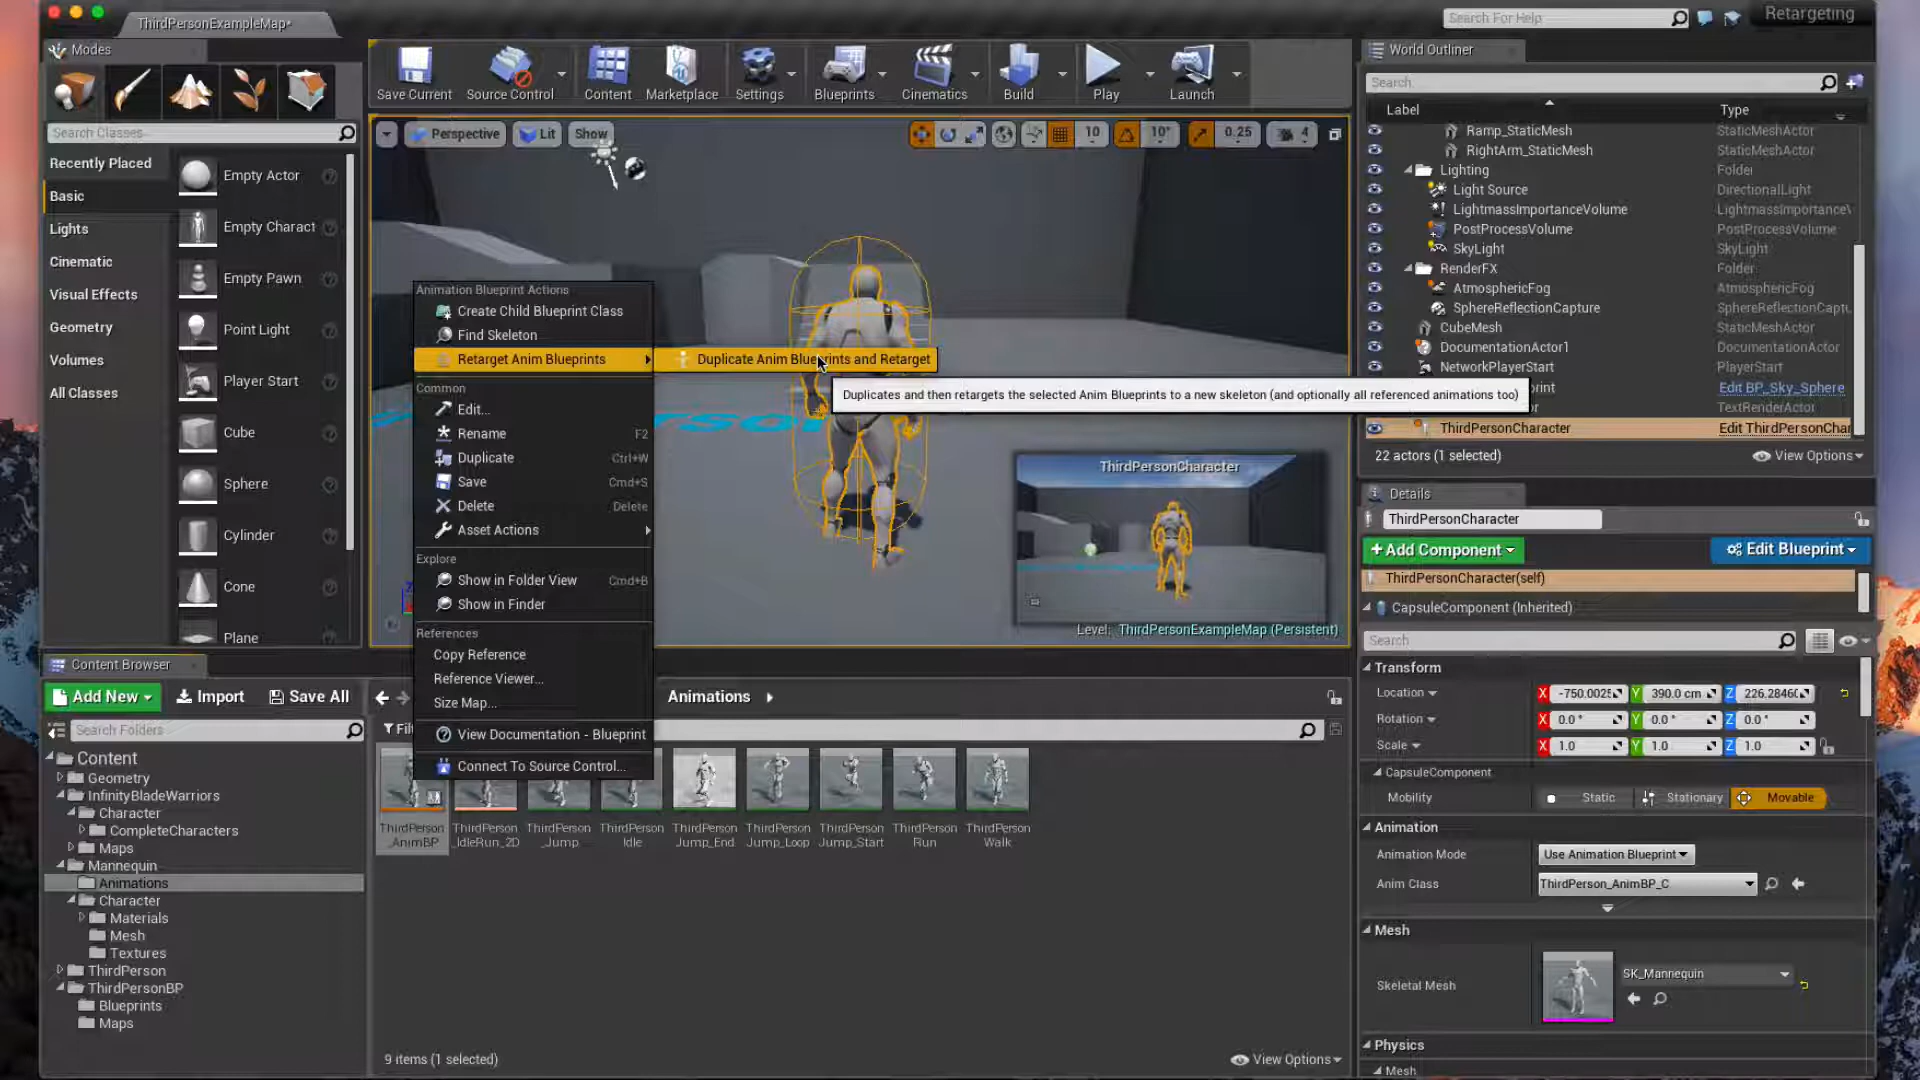 ThirdPersonExampleMap*
Search For Help
Retargeting
Modes
Search Classes
Recently Placed
Basic
Lights
Cinematic
Visual Effects
Geometry
Volumes
All Classes
Empty Actor
Empty Charact
Empty Pawn
Point Light
Player Start
Cube
Sphere
Cylinder
Cone
Plane
Save Current
Source Control
Content
Marketplace
Settings
Blueprints
Cinematics
Build
Play
Launch
Perspective
Lit
Show
10
10°
0.25
4
Animation Blueprint Actions
Create Child Blueprint Class
Find Skeleton
Retarget Anim Blueprints
Duplicate Anim Blueprints and Retarget
Duplicates and then retargets the selected Anim Blueprints to a new skeleton (and optionally all referenced animations too)
Common
Edit...
Rename F2
Duplicate Ctrl+W
Save Cmd+S
Delete Delete
Asset Actions
Explore
Show in Folder View Cmd+B
Show in Finder
References
Copy Reference
Reference Viewer...
Size Map...
View Documentation - Blueprint
Connect To Source Control...
ThirdPersonCharacter
Level: ThirdPersonExampleMap (Persistent)
World Outliner
Search
Label Type
Ramp_StaticMesh StaticMeshActor
RightArm_StaticMesh StaticMeshActor
Lighting Folder
Light Source DirectionalLight
LightmassImportanceVolume LightmassImportance\
PostProcessVolume PostProcessVolume
SkyLight SkyLight
RenderFX Folder
AtmosphericFog AtmosphericFog
SphereReflectionCapture SphereReflectionCaptu
CubeMesh StaticMeshActor
DocumentationActor1 DocumentationActor
NetworkPlayerStart PlayerStart
Edit BP_Sky_Sphere
TextRenderActor
ThirdPersonCharacter Edit ThirdPersonChar
22 actors (1 selected)
View Options
Details
ThirdPersonCharacter
Add Component
Edit Blueprint
ThirdPersonCharacter(self)
CapsuleComponent (Inherited)
Search
Transform
Location X Y 390.0 cm Z
Rotation X 0.0 ° Y 0.0 ° Z 0.0 °
Scale X 1.0 Y 1.0 Z 1.0
CapsuleComponent
Mobility Static Stationary Movable
Animation
Animation Mode Use Animation Blueprint
Anim Class ThirdPerson_AnimBP_C
Mesh
Skeletal Mesh SK_Mannequin
Physics
Mesh
Content Browser
Add New
Import
Save All
Animations
Search Folders
Content
Geometry
InfinityBladeWarriors
Character
CompleteCharacters
Maps
Mannequin
Animations
Character
Materials
Mesh
Textures
ThirdPerson
ThirdPersonBP
Blueprints
Maps
ThirdPerson
_AnimBP
ThirdPerson
_IdleRun_2D
ThirdPerson
_Jump
ThirdPerson
Idle
ThirdPerson
Jump_End
ThirdPerson
Jump_Loop
ThirdPerson
Jump_Start
ThirdPerson
Run
ThirdPerson
Walk
9 items (1 selected)
View Options